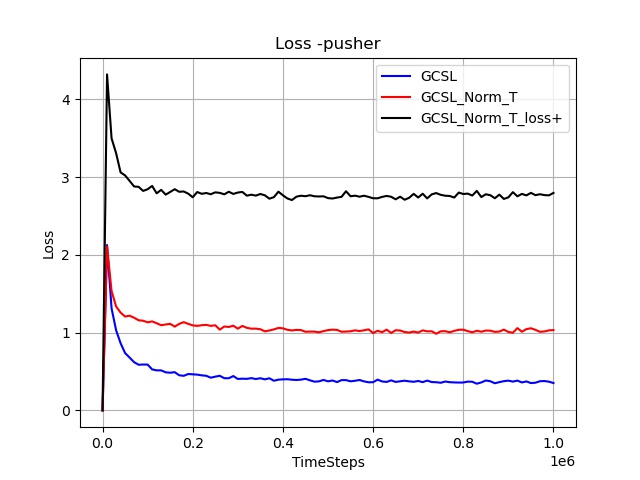 Loss -pusher
GCSL
GCSL_Norm_T
GCSL_Norm_T_loss+
4
3
2
1
0
Loss
0.0 0.2 0.4 0.6 0.8 1.0
1e6
TimeSteps